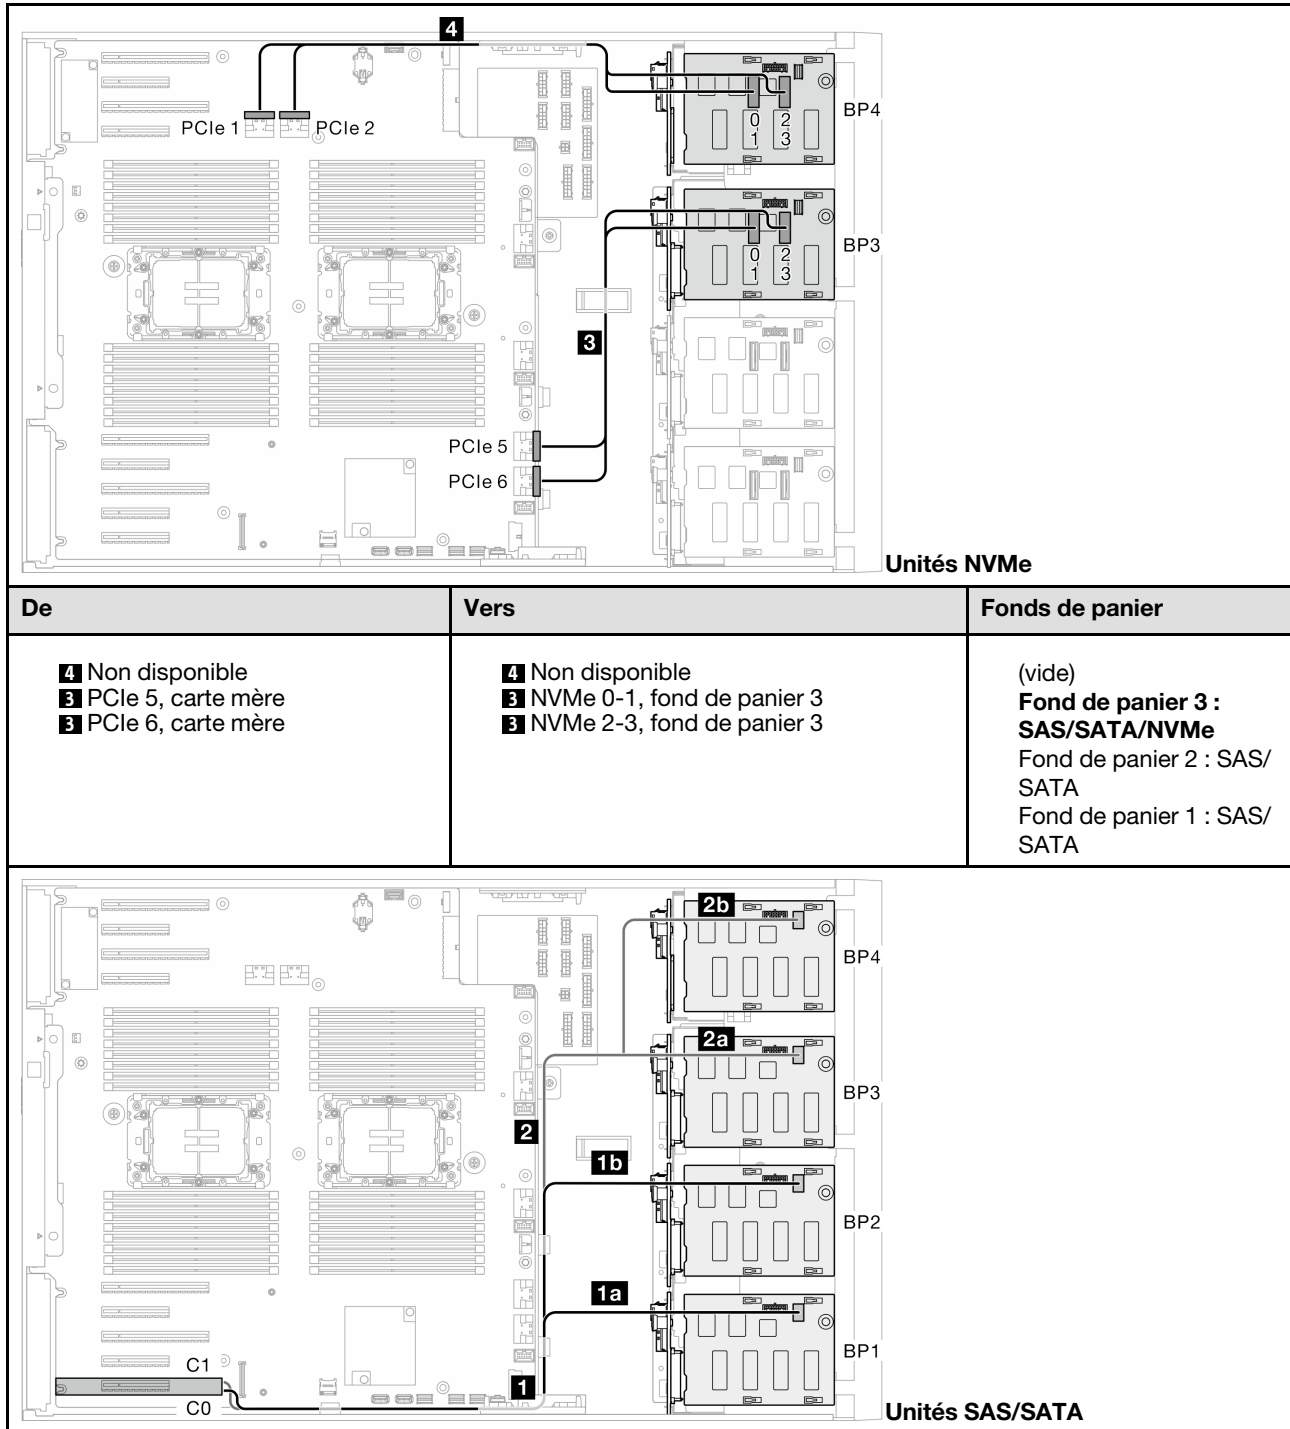 4
PCIe 1
PCIe 2
0
1
2
3
BP4
0
1
2
3
BP3
3
PCIe 5
PCIe 6
Unités NVMe
De
Vers
Fonds de panier
4 Non disponible
3 PCIe 5, carte mère
3 PCIe 6, carte mère
4 Non disponible
3 NVMe 0-1, fond de panier 3
3 NVMe 2-3, fond de panier 3
(vide)
Fond de panier 3 :
SAS/SATA/NVMe
Fond de panier 2 : SAS/
SATA
Fond de panier 1 : SAS/
SATA
2b
BP4
2a
BP3
2
1b
BP2
1a
BP1
C1
C0
1
Unités SAS/SATA